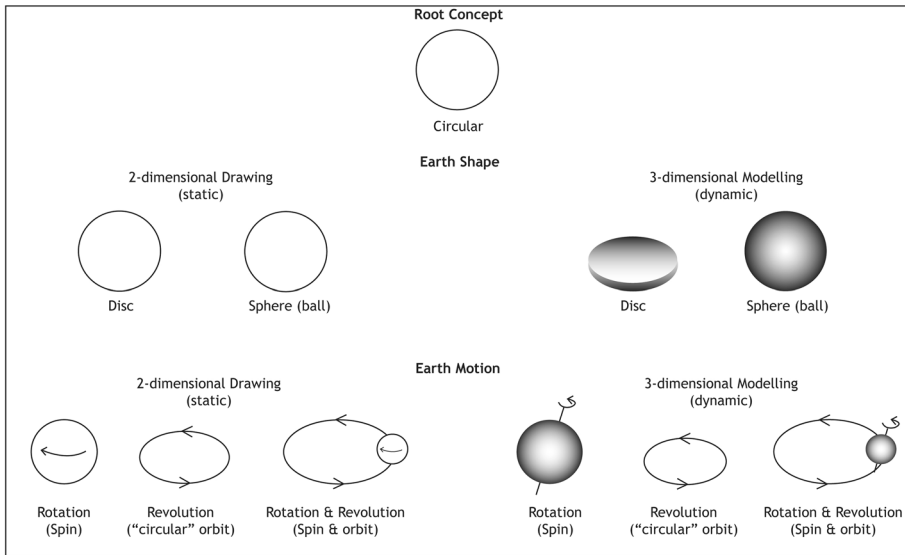 Root Concept
Circular
Earth Shape
2-dimensional Drawing
(static)
3-dimensional Modelling
(dynamic)
Disc
Sphere (ball)
Disc
Sphere (ball)
Earth Motion
2-dimensional Drawing
(static)
3-dimensional Modelling
(dynamic)
Rotation
(Spin)
Revolution
(“circular” orbit)
Rotation & Revolution
(Spin & orbit)
Rotation
(Spin)
Revolution
(“circular” orbit)
Rotation & Revolution
(Spin & orbit)